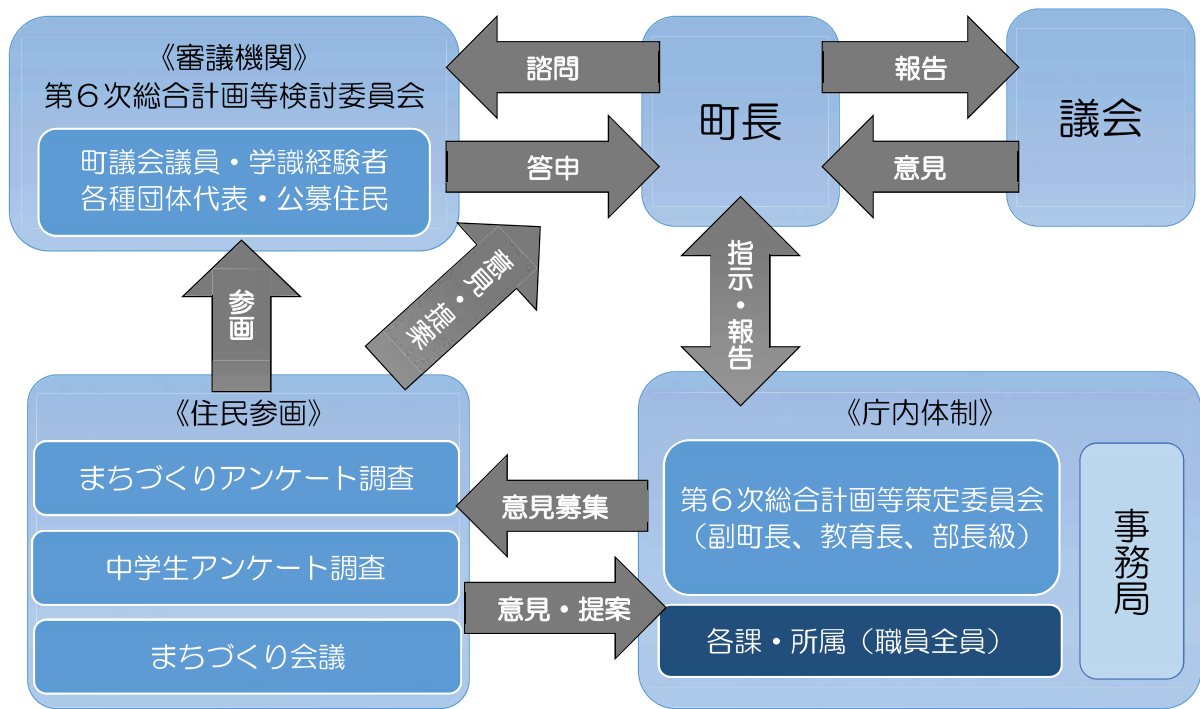 《審議機関》
第６次総合計画等検討委員会
町議会議員・学識経験者
各種団体代表・公募住民
諮問
答申
町長
報告
意見
議会
参画
意見・提案
指示・報告
《住民参画》
まちづくりアンケート調査
中学生アンケート調査
まちづくり会議
意見募集
意見・提案
《庁内体制》
第６次総合計画等策定委員会
（副町長、教育長、部長級）
各課・所属（職員全員）
事務局